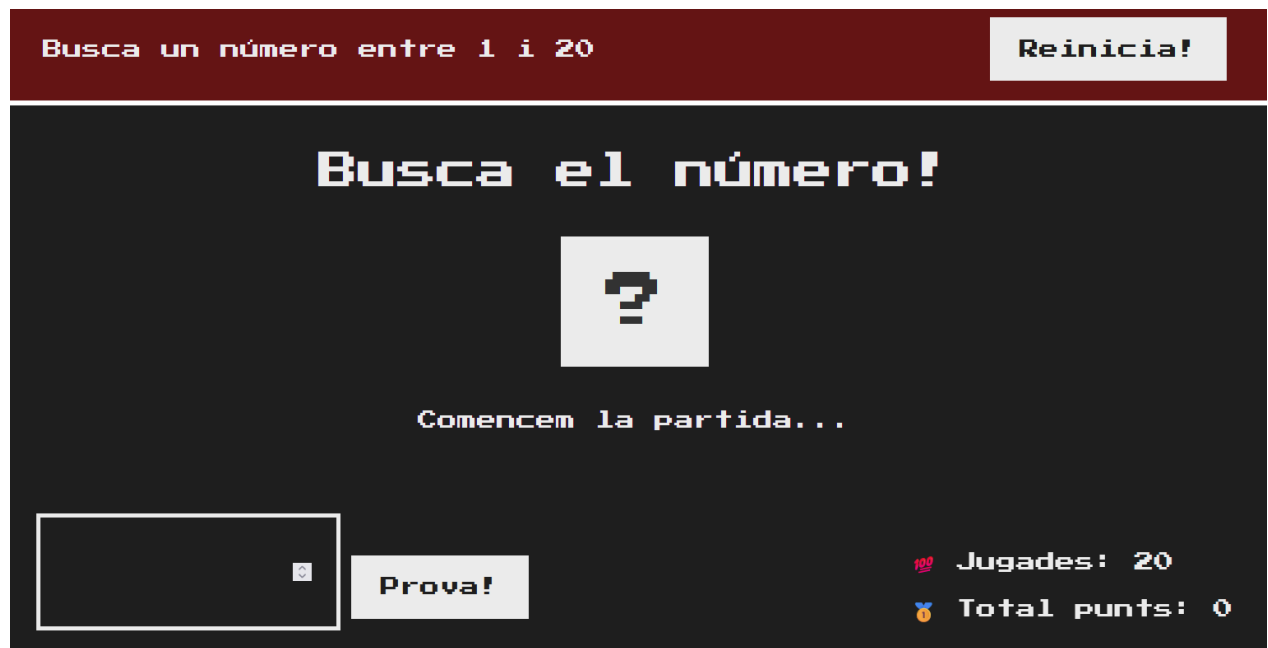 Busca un número entre 1 i 20
Reinicia!
Busca el número!
?
Comencem la partida...
Prova!
💯 Jugades: 20
🥇 Total punts: 0